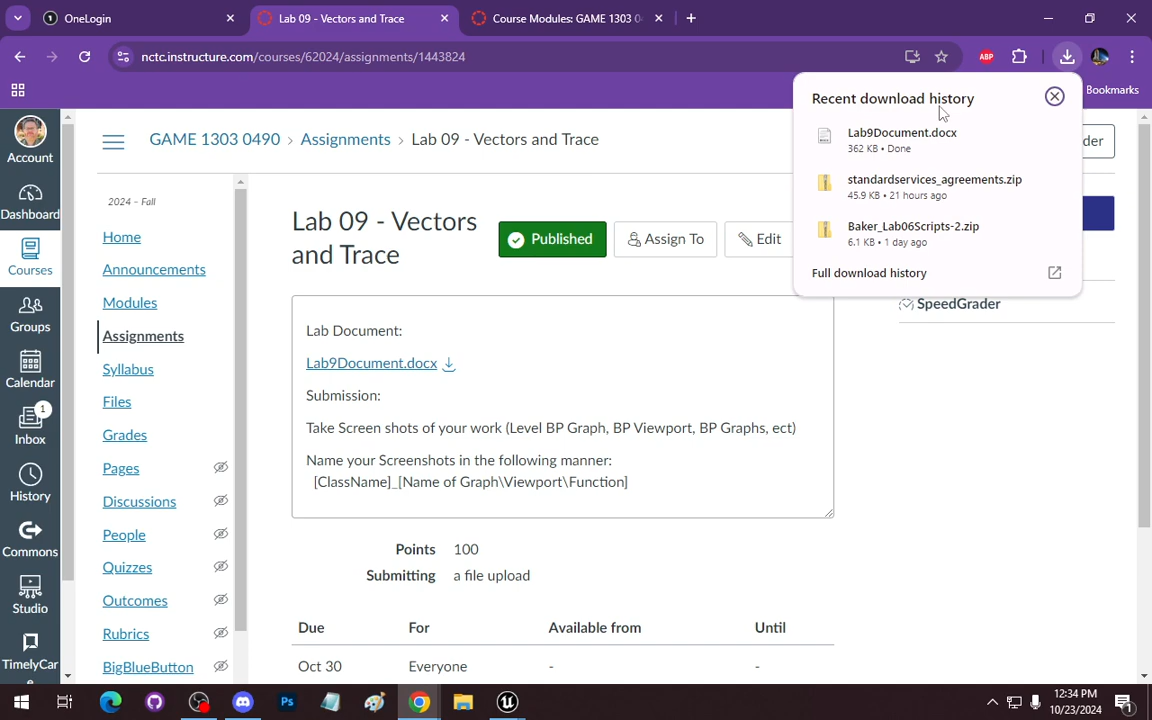 OneLogin
Lab 09 - Vectors and Trace
Course Modules: GAME 1303 0
nctc.instructure.com/courses/62024/assignments/1443824
ABP
Bookmarks
Recent download history
Lab9Document.docx
362 KB • Done
standardservices_agreements.zip
45.9 KB • 21 hours ago
Baker_Lab06Scripts-2.zip
6.1 KB • 1 day ago
Full download history
Account
Dashboard
Courses
Groups
Calendar
1
Inbox
History
Commons
Studio
TimelyCar
GAME 1303 0490 › Assignments › Lab 09 - Vectors and Trace
der
2024 - Fall
Home
Announcements
Modules
Assignments
Syllabus
Files
Grades
Pages
Discussions
People
Quizzes
Outcomes
Rubrics
BigBlueButton
Lab 09 - Vectors
and Trace
Published
Assign To
Edit
SpeedGrader
Lab Document:
Lab9Document.docx
Submission:
Take Screen shots of your work (Level BP Graph, BP Viewport, BP Graphs, ect)
Name your Screenshots in the following manner:
[ClassName]_[Name of Graph\Viewport\Function]
Points 100
Submitting a file upload
Due For Available from Until
Oct 30 Everyone - -
Ps
12:34 PM
10/23/2024
1